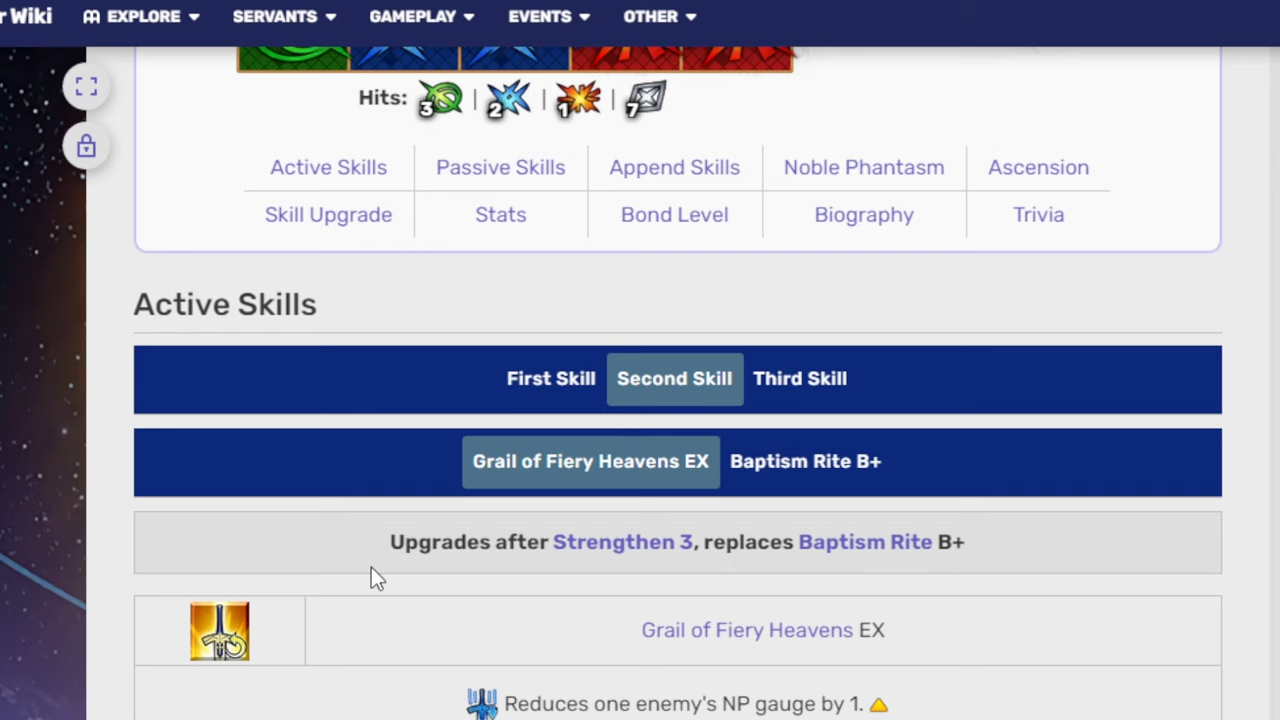 r Wiki EXPLORE SERVANTS GAMEPLAY EVENTS OTHER
Hits: 3 | 2 | 1 | 7
Active Skills Passive Skills Append Skills Noble Phantasm Ascension
Skill Upgrade Stats Bond Level Biography Trivia
Active Skills
First Skill Second Skill Third Skill
Grail of Fiery Heavens EX Baptism Rite B+
Upgrades after Strengthen 3, replaces Baptism Rite B+
Grail of Fiery Heavens EX
Reduces one enemy's NP gauge by 1.